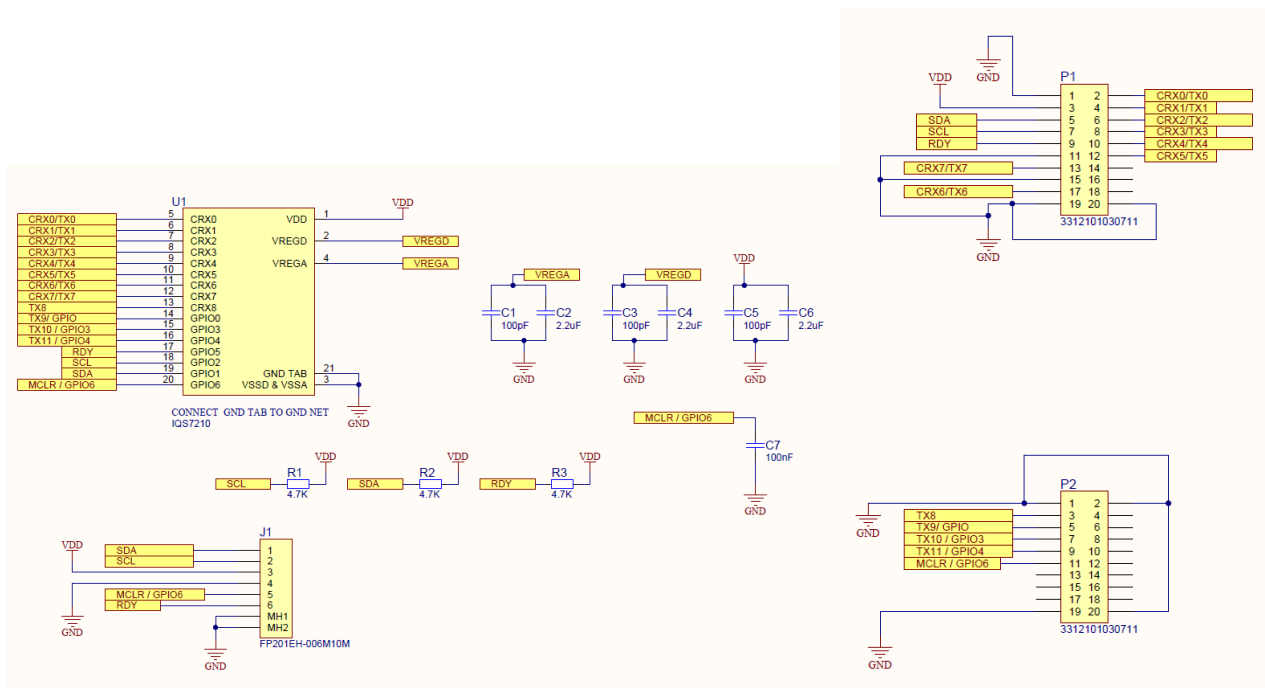 GND
VDD
P1
1 2 CRX0/TX0
3 4 CRX1/TX1
SDA 5 6 CRX2/TX2
SCL 7 8 CRX3/TX3
RDY 9 10 CRX4/TX4
11 12 CRX5/TX5
CRX7/TX7 13 14
15 16
CRX6/TX6 17 18
19 20
3312101030711
GND
U1
VDD
CRX0/TX0 5 CRX0 VDD 1
CRX1/TX1 6 CRX1
CRX2/TX2 7 CRX2 VREGD 2 VREGD
CRX3/TX3 8 CRX3
CRX4/TX4 9 CRX4 VREGA 4 VREGA
CRX5/TX5 10 CRX5
CRX6/TX6 11 CRX6
CRX7/TX7 12 CRX7
TX8 13 CRX8
TX9/ GPIO 14 GPIO0
TX10 / GPIO3 15 GPIO3
TX11 / GPIO4 16 GPIO4
RDY 17 GPIO5
SCL 18 GPIO2
SDA 19 GPIO1 GND TAB 21
MCLR / GPIO6 20 GPIO6 VSSD & VSSA 3
CONNECT GND TAB TO GND NET
IQS7210
GND
VREGA
C1
100pF
C2
2.2uF
GND
VREGD
C3
100pF
C4
2.2uF
GND
VDD
C5
100pF
C6
2.2uF
GND
MCLR / GPIO6
C7
100nF
GND
VDD
SCL
R1
4.7K
VDD
SDA
R2
4.7K
VDD
RDY
R3
4.7K
J1
VDD
SDA 1
SCL 2
3
4
MCLR / GPIO6 5
RDY 6
MH1
MH2
GND
FP201EH-006M10M
GND
P2
1 2
TX8 3 4
TX9/ GPIO 5 6
TX10 / GPIO3 7 8
TX11 / GPIO4 9 10
MCLR / GPIO6 11 12
13 14
15 16
17 18
19 20
3312101030711
GND
GND